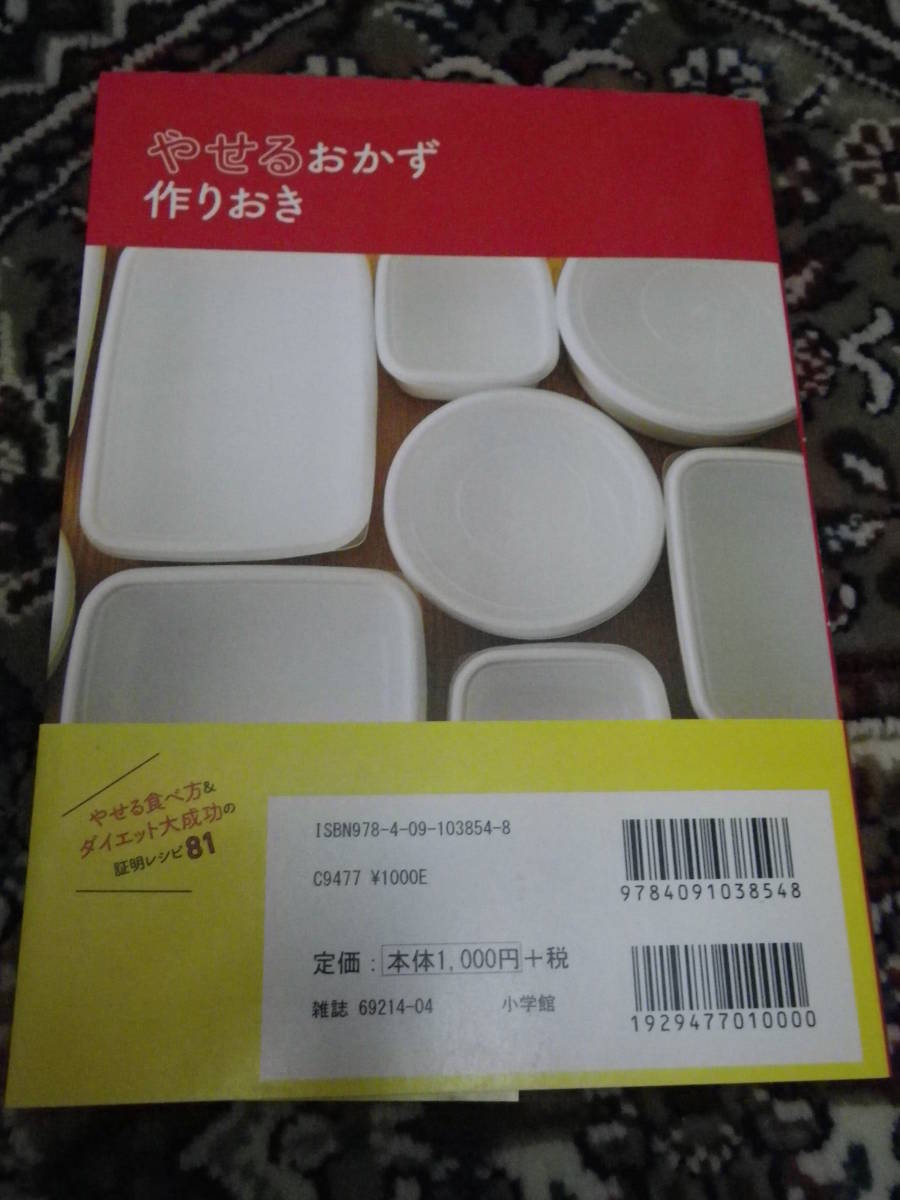 やせるおかず
作りおき
やせる食べ方&
ダイエット大成功の
証明レシピ81
ISBN978-4-09-103854-8
C9477 ¥1000E
定価：本体1,000円+税
雑誌 69214-04 小学館
9784091038548
1929477010000